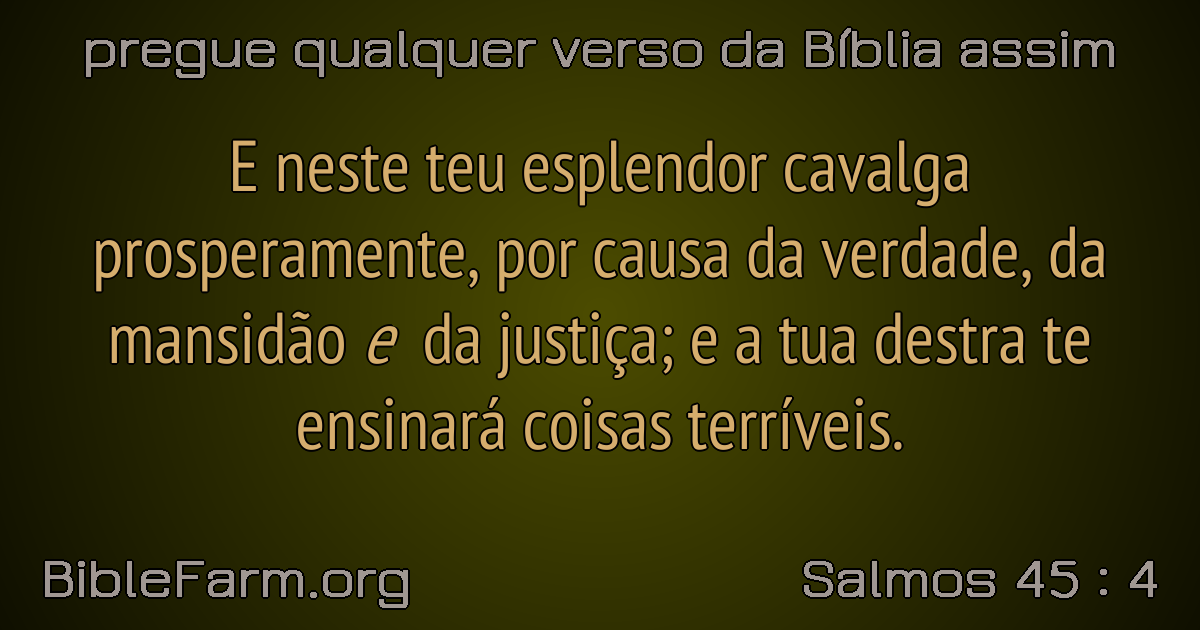 pregue qualquer verso da Bíblia assim
E neste teu esplendor cavalga
prosperamente, por causa da verdade, da
mansidão e da justiça; e a tua destra te
ensinará coisas terríveis.
BibleFarm.org
Salmos 45 : 4